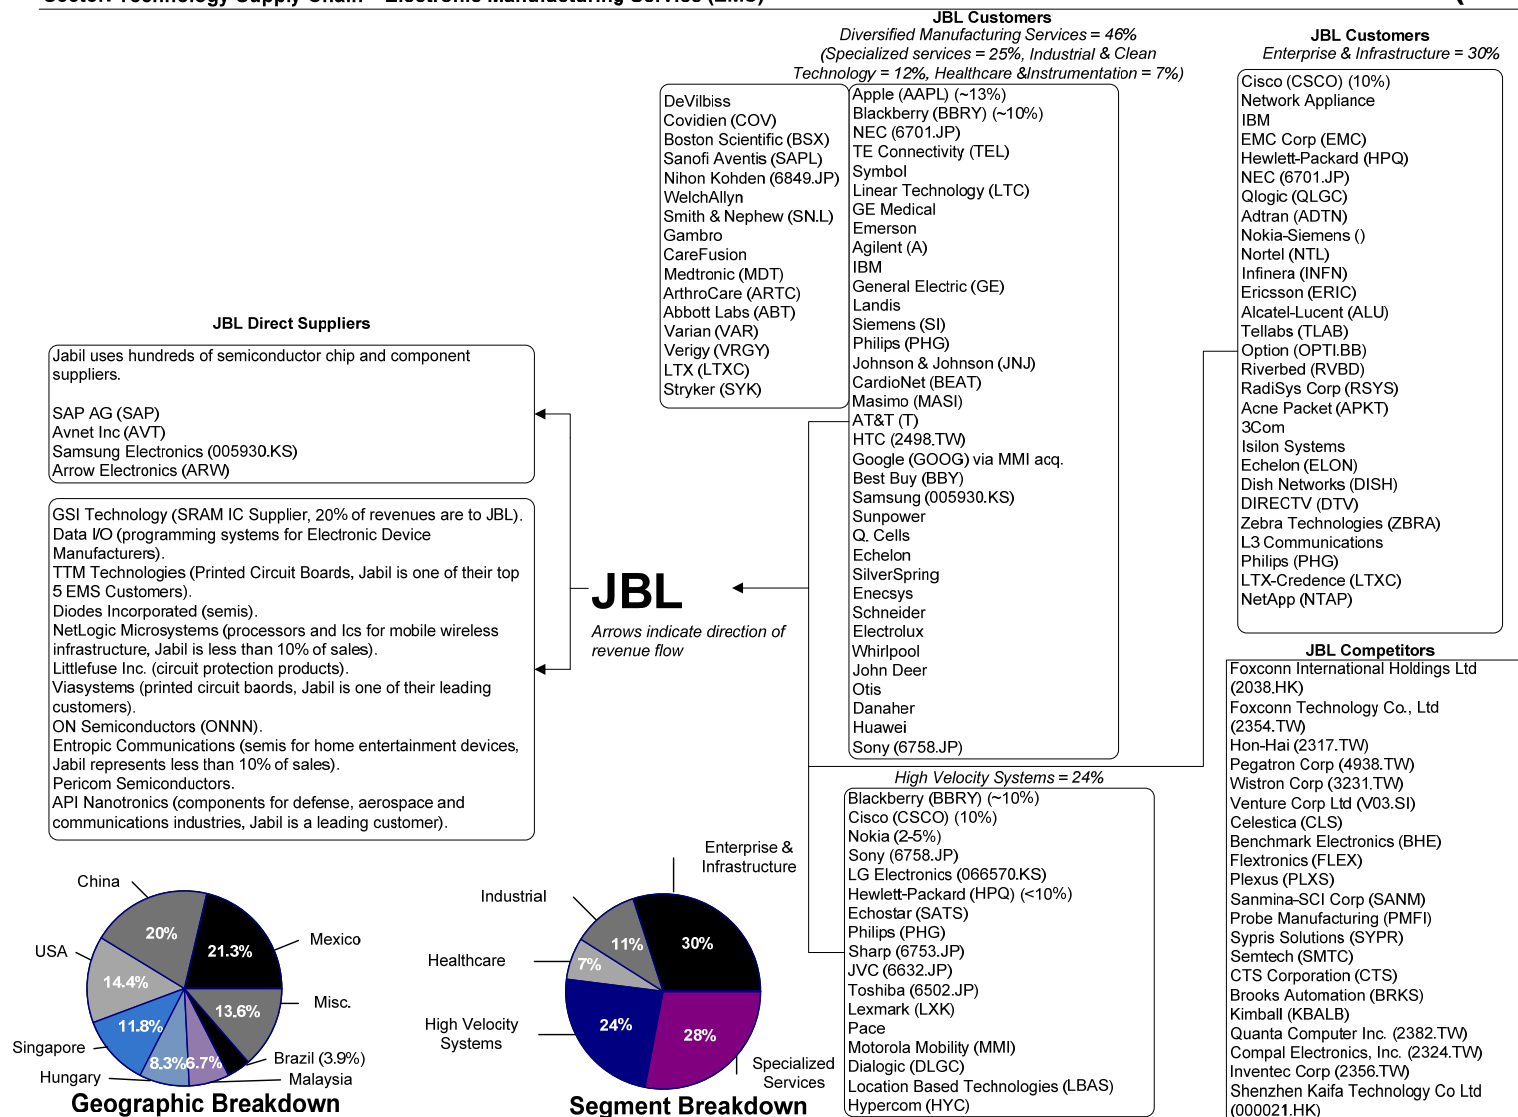 JBL Customers
Diversified Manufacturing Services = 46%
(Specialized services = 25%, Industrial & Clean
Technology = 12%, Healthcare &Instrumentation = 7%)
DeVilbiss
Covidien (COV)
Boston Scientific (BSX)
Sanofi Aventis (SAPL)
Nihon Kohden (6849.JP)
WelchAllyn
Smith & Nephew (SN.L)
Gambro
CareFusion
Medtronic (MDT)
ArthroCare (ARTC)
Abbott Labs (ABT)
Varian (VAR)
Verigy (VRGY)
LTX (LTXC)
Stryker (SYK)
Apple (AAPL) (~13%)
Blackberry (BBRY) (~10%)
NEC (6701.JP)
TE Connectivity (TEL)
Symbol
Linear Technology (LTC)
GE Medical
Emerson
Agilent (A)
IBM
General Electric (GE)
Landis
Siemens (SI)
Philips (PHG)
Johnson & Johnson (JNJ)
CardioNet (BEAT)
Masimo (MASI)
AT&T (T)
HTC (2498.TW)
Google (GOOG) via MMI acq.
Best Buy (BBY)
Samsung (005930.KS)
Sunpower
Q. Cells
Echelon
SilverSpring
Enecsys
Schneider
Electrolux
Whirlpool
John Deer
Otis
Danaher
Huawei
Sony (6758.JP)
JBL Customers
Enterprise & Infrastructure = 30%
Cisco (CSCO) (10%)
Network Appliance
IBM
EMC Corp (EMC)
Hewlett-Packard (HPQ)
NEC (6701.JP)
Qlogic (QLGC)
Adtran (ADTN)
Nokia-Siemens ()
Nortel (NTL)
Infinera (INFN)
Ericsson (ERIC)
Alcatel-Lucent (ALU)
Tellabs (TLAB)
Option (OPTI.BB)
Riverbed (RVBD)
RadiSys Corp (RSYS)
Acne Packet (APKT)
3Com
Isilon Systems
Echelon (ELON)
Dish Networks (DISH)
DIRECTV (DTV)
Zebra Technologies (ZBRA)
L3 Communications
Philips (PHG)
LTX-Credence (LTXC)
NetApp (NTAP)
JBL Direct Suppliers
Jabil uses hundreds of semiconductor chip and component
suppliers.
SAP AG (SAP)
Avnet Inc (AVT)
Samsung Electronics (005930.KS)
Arrow Electronics (ARW)
GSI Technology (SRAM IC Supplier, 20% of revenues are to JBL).
Data I/O (programming systems for Electronic Device
Manufacturers).
TTM Technologies (Printed Circuit Boards, Jabil is one of their top
5 EMS Customers).
Diodes Incorporated (semis).
NetLogic Microsystems (processors and Ics for mobile wireless
infrastructure, Jabil is less than 10% of sales).
Littlefuse Inc. (circuit protection products).
Viasystems (printed circuit baords, Jabil is one of their leading
customers).
ON Semiconductors (ONNN).
Entropic Communications (semis for home entertainment devices,
Jabil represents less than 10% of sales).
Pericom Semiconductors.
API Nanotronics (components for defense, aerospace and
communications industries, Jabil is a leading customer).
JBL
Arrows indicate direction of
revenue flow
High Velocity Systems = 24%
Blackberry (BBRY) (~10%)
Cisco (CSCO) (10%)
Nokia (2-5%)
Sony (6758.JP)
LG Electronics (066570.KS)
Hewlett-Packard (HPQ) (<10%)
Echostar (SATS)
Philips (PHG)
Sharp (6753.JP)
JVC (6632.JP)
Toshiba (6502.JP)
Lexmark (LXK)
Pace
Motorola Mobility (MMI)
Dialogic (DLGC)
Location Based Technologies (LBAS)
Hypercom (HYC)
JBL Competitors
Foxconn International Holdings Ltd
(2038.HK)
Foxconn Technology Co., Ltd
(2354.TW)
Hon-Hai (2317.TW)
Pegatron Corp (4938.TW)
Wistron Corp (3231.TW)
Venture Corp Ltd (V03.SI)
Celestica (CLS)
Benchmark Electronics (BHE)
Flextronics (FLEX)
Plexus (PLXS)
Sanmina-SCI Corp (SANM)
Probe Manufacturing (PMFI)
Sypris Solutions (SYPR)
Semtech (SMTC)
CTS Corporation (CTS)
Brooks Automation (BRKS)
Kimball (KBALB)
Quanta Computer Inc. (2382.TW)
Compal Electronics, Inc. (2324.TW)
Inventec Corp (2356.TW)
Shenzhen Kaifa Technology Co Ltd
(000021.HK)
China
20%
21.3%
Mexico
USA
14.4%
13.6%
Misc.
11.8%
Singapore
8.3%
6.7%
Brazil (3.9%)
Hungary
Malaysia
Geographic Breakdown
Enterprise &
Infrastructure
Industrial
11%
30%
Healthcare
7%
High Velocity
Systems
24%
28%
Specialized
Services
Segment Breakdown